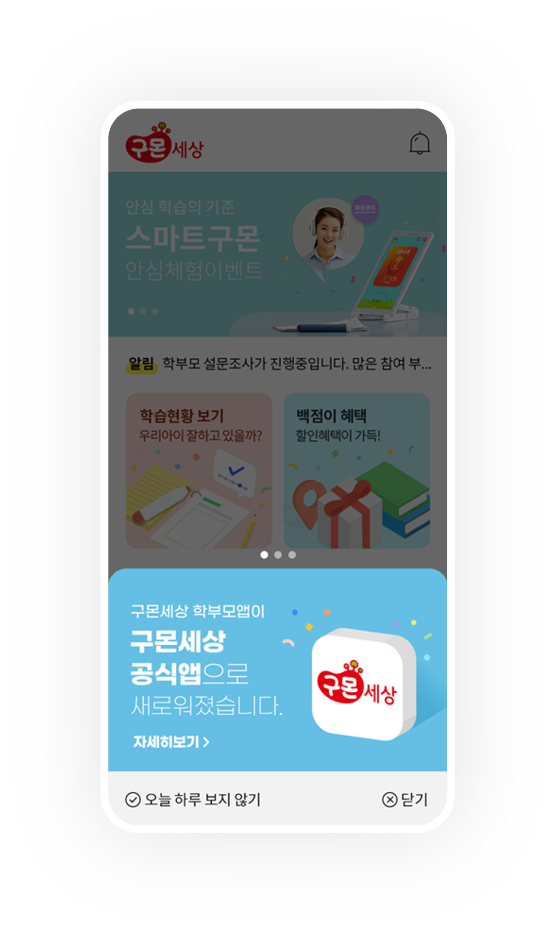 구몬세상
안심 학습의 기준
스마트구몬
안심체험이벤트
알림 학부모 설문조사가 진행중입니다. 많은 참여 부...
학습현황 보기
우리아이 잘하고 있을까?
백점이 혜택
할인혜택이 가득!
구몬세상 학부모앱이
구몬세상
공식앱으로
새로워졌습니다.
자세히보기 >
구몬세상
오늘 하루 보지 않기
닫기